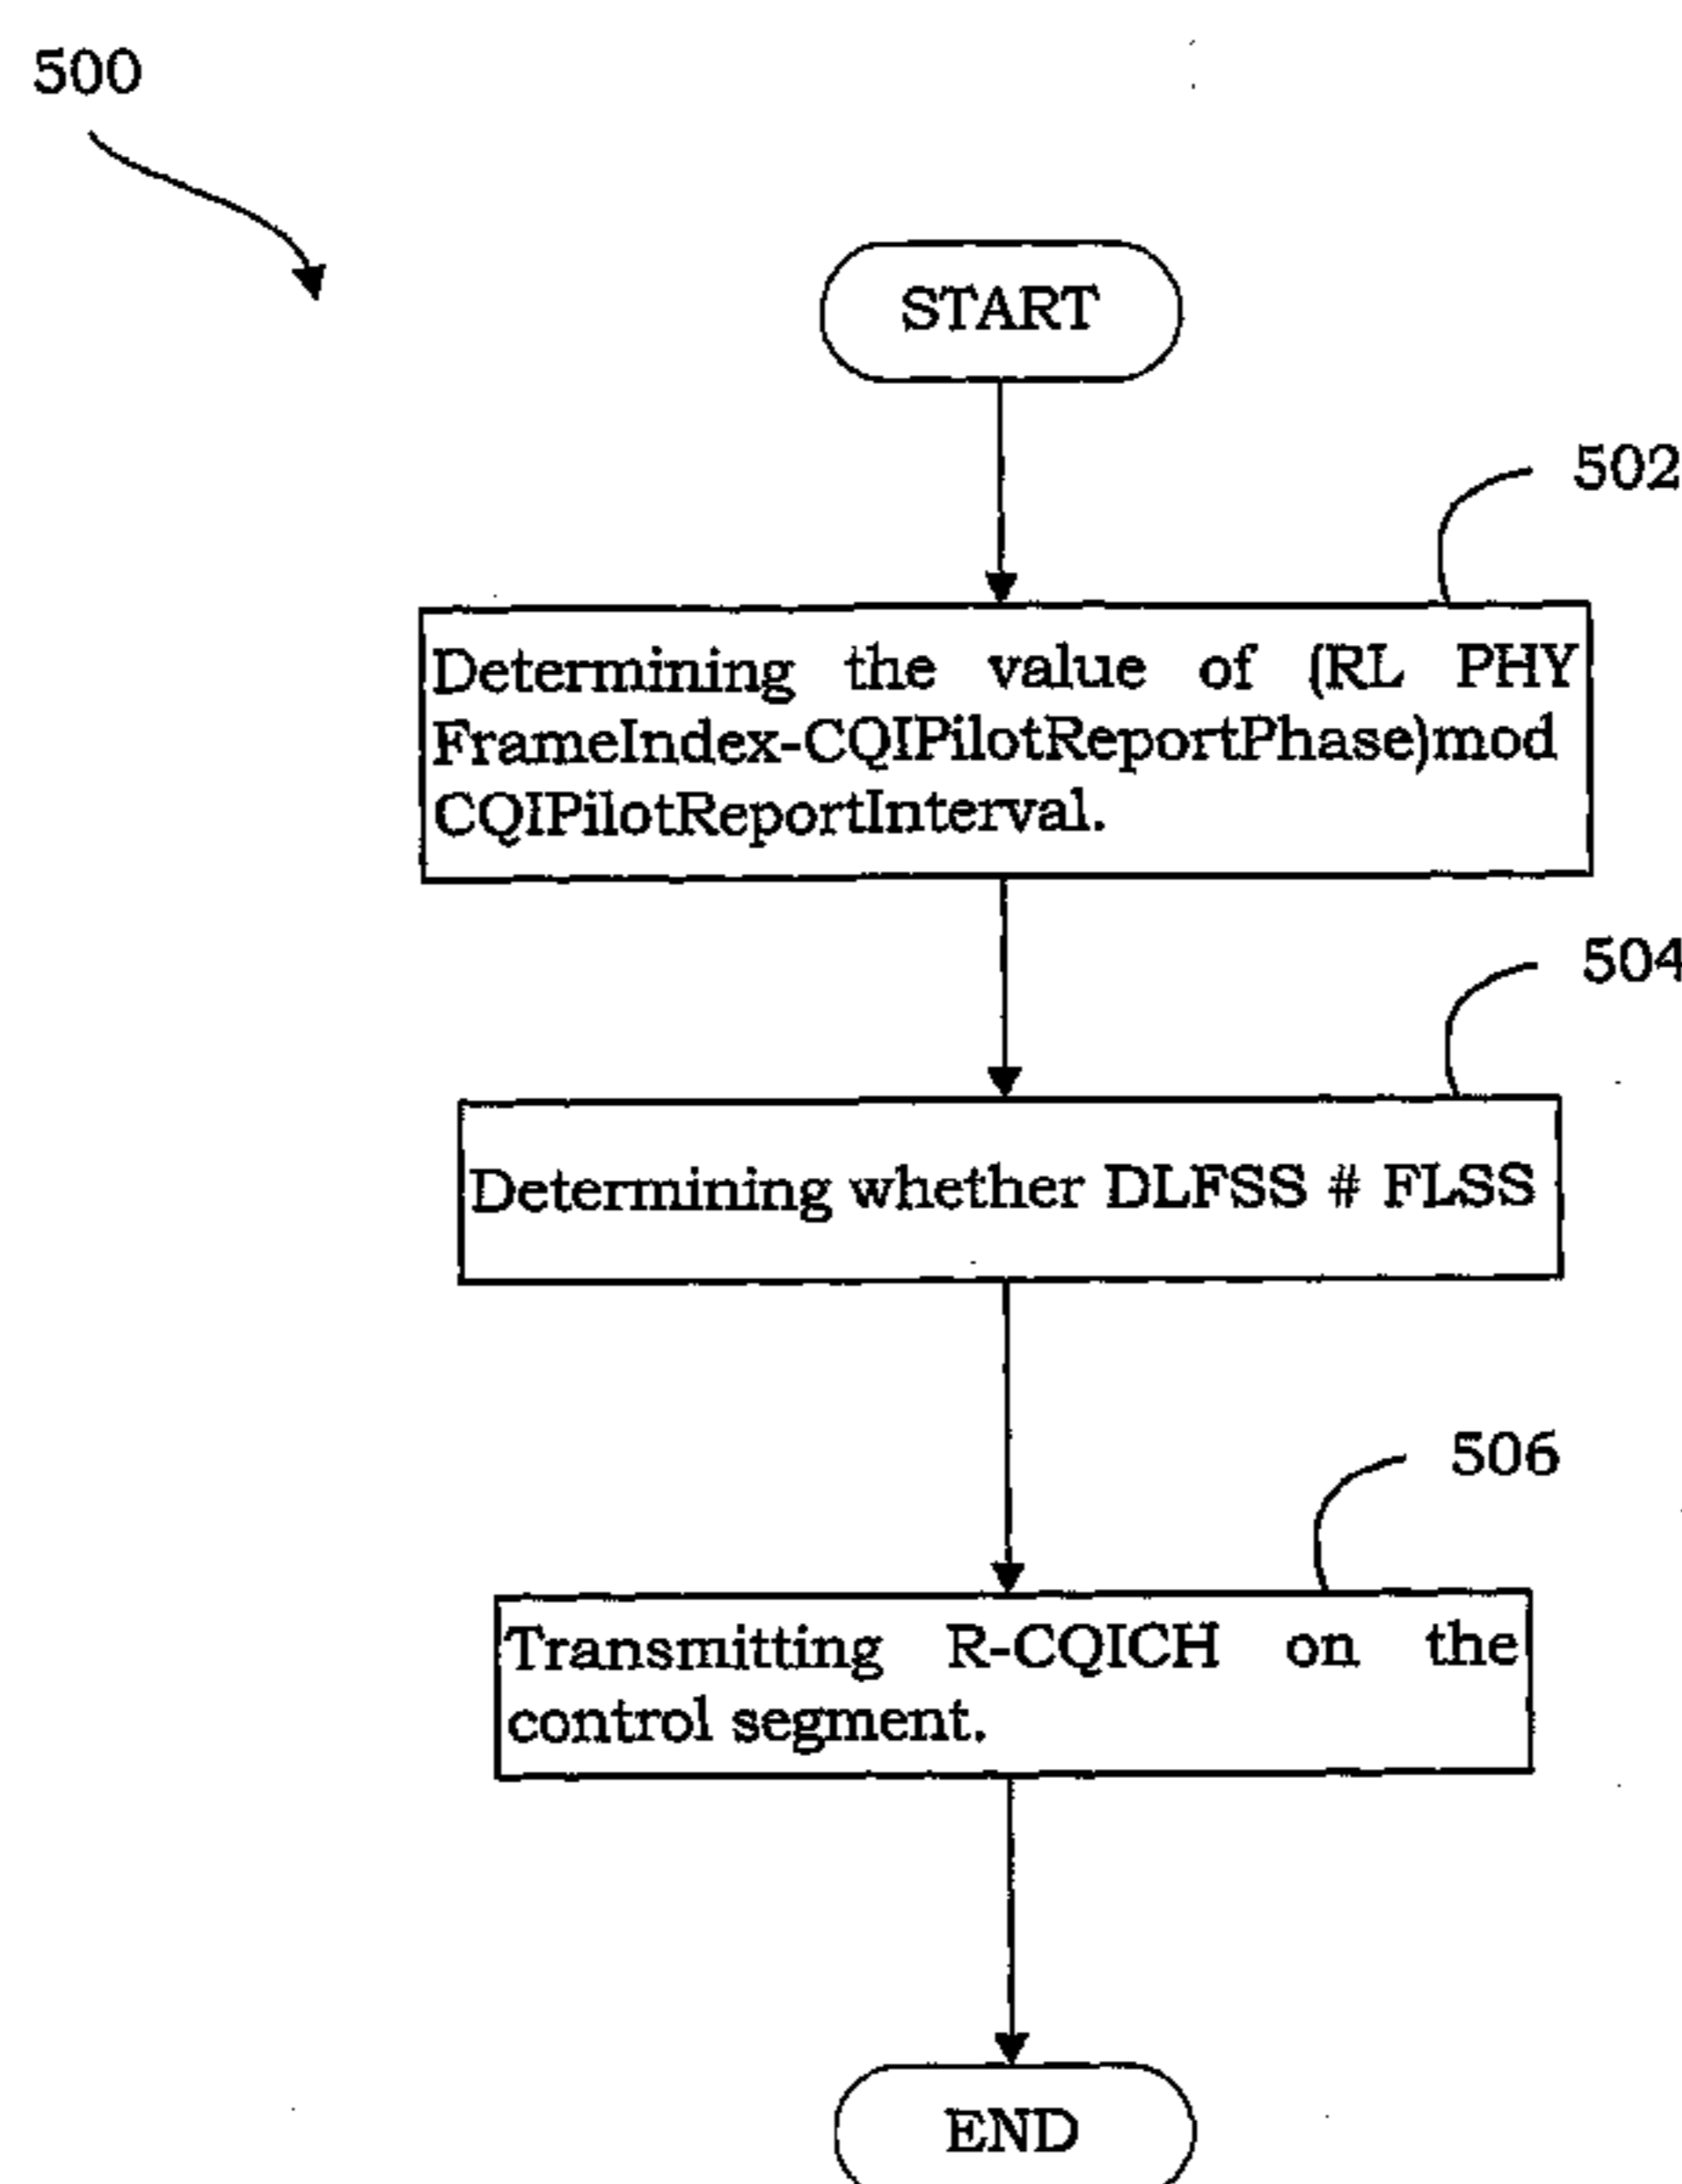 500
START
502
Determining the value of (RL PHY
FrameIndex-CQIPilotReportPhase)mod
CQIPilotReportInterval.
504
Determining whether DLFSS # FLSS
506
Transmitting R-CQICH on the
control segment.
END